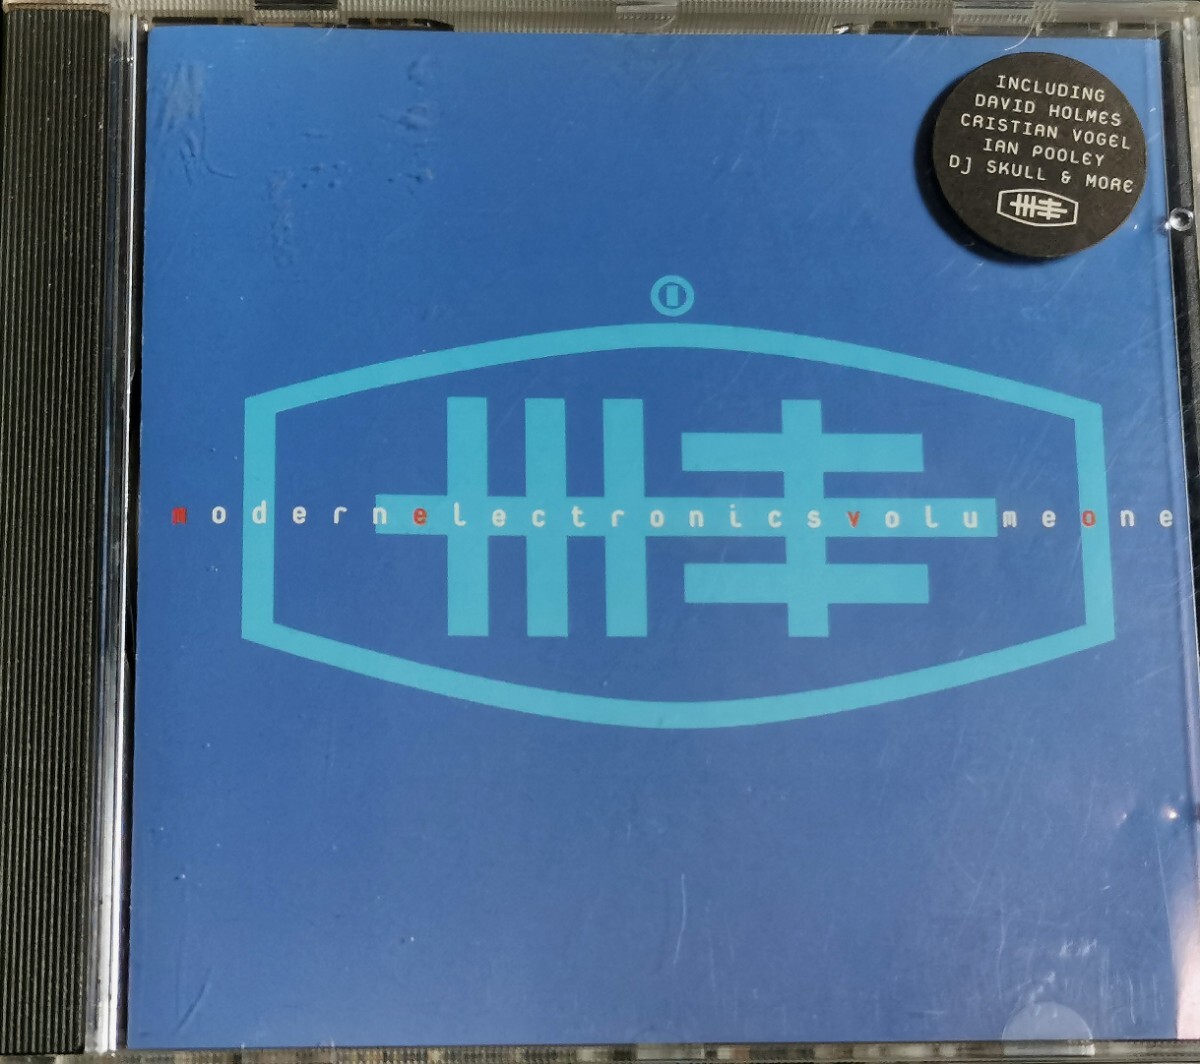 INCLUDING
DAVID HOLMES
CRISTIAN VOGEL
IAN POOLEY
DJ SKULL & MORE
modernelectronicsvolumeone